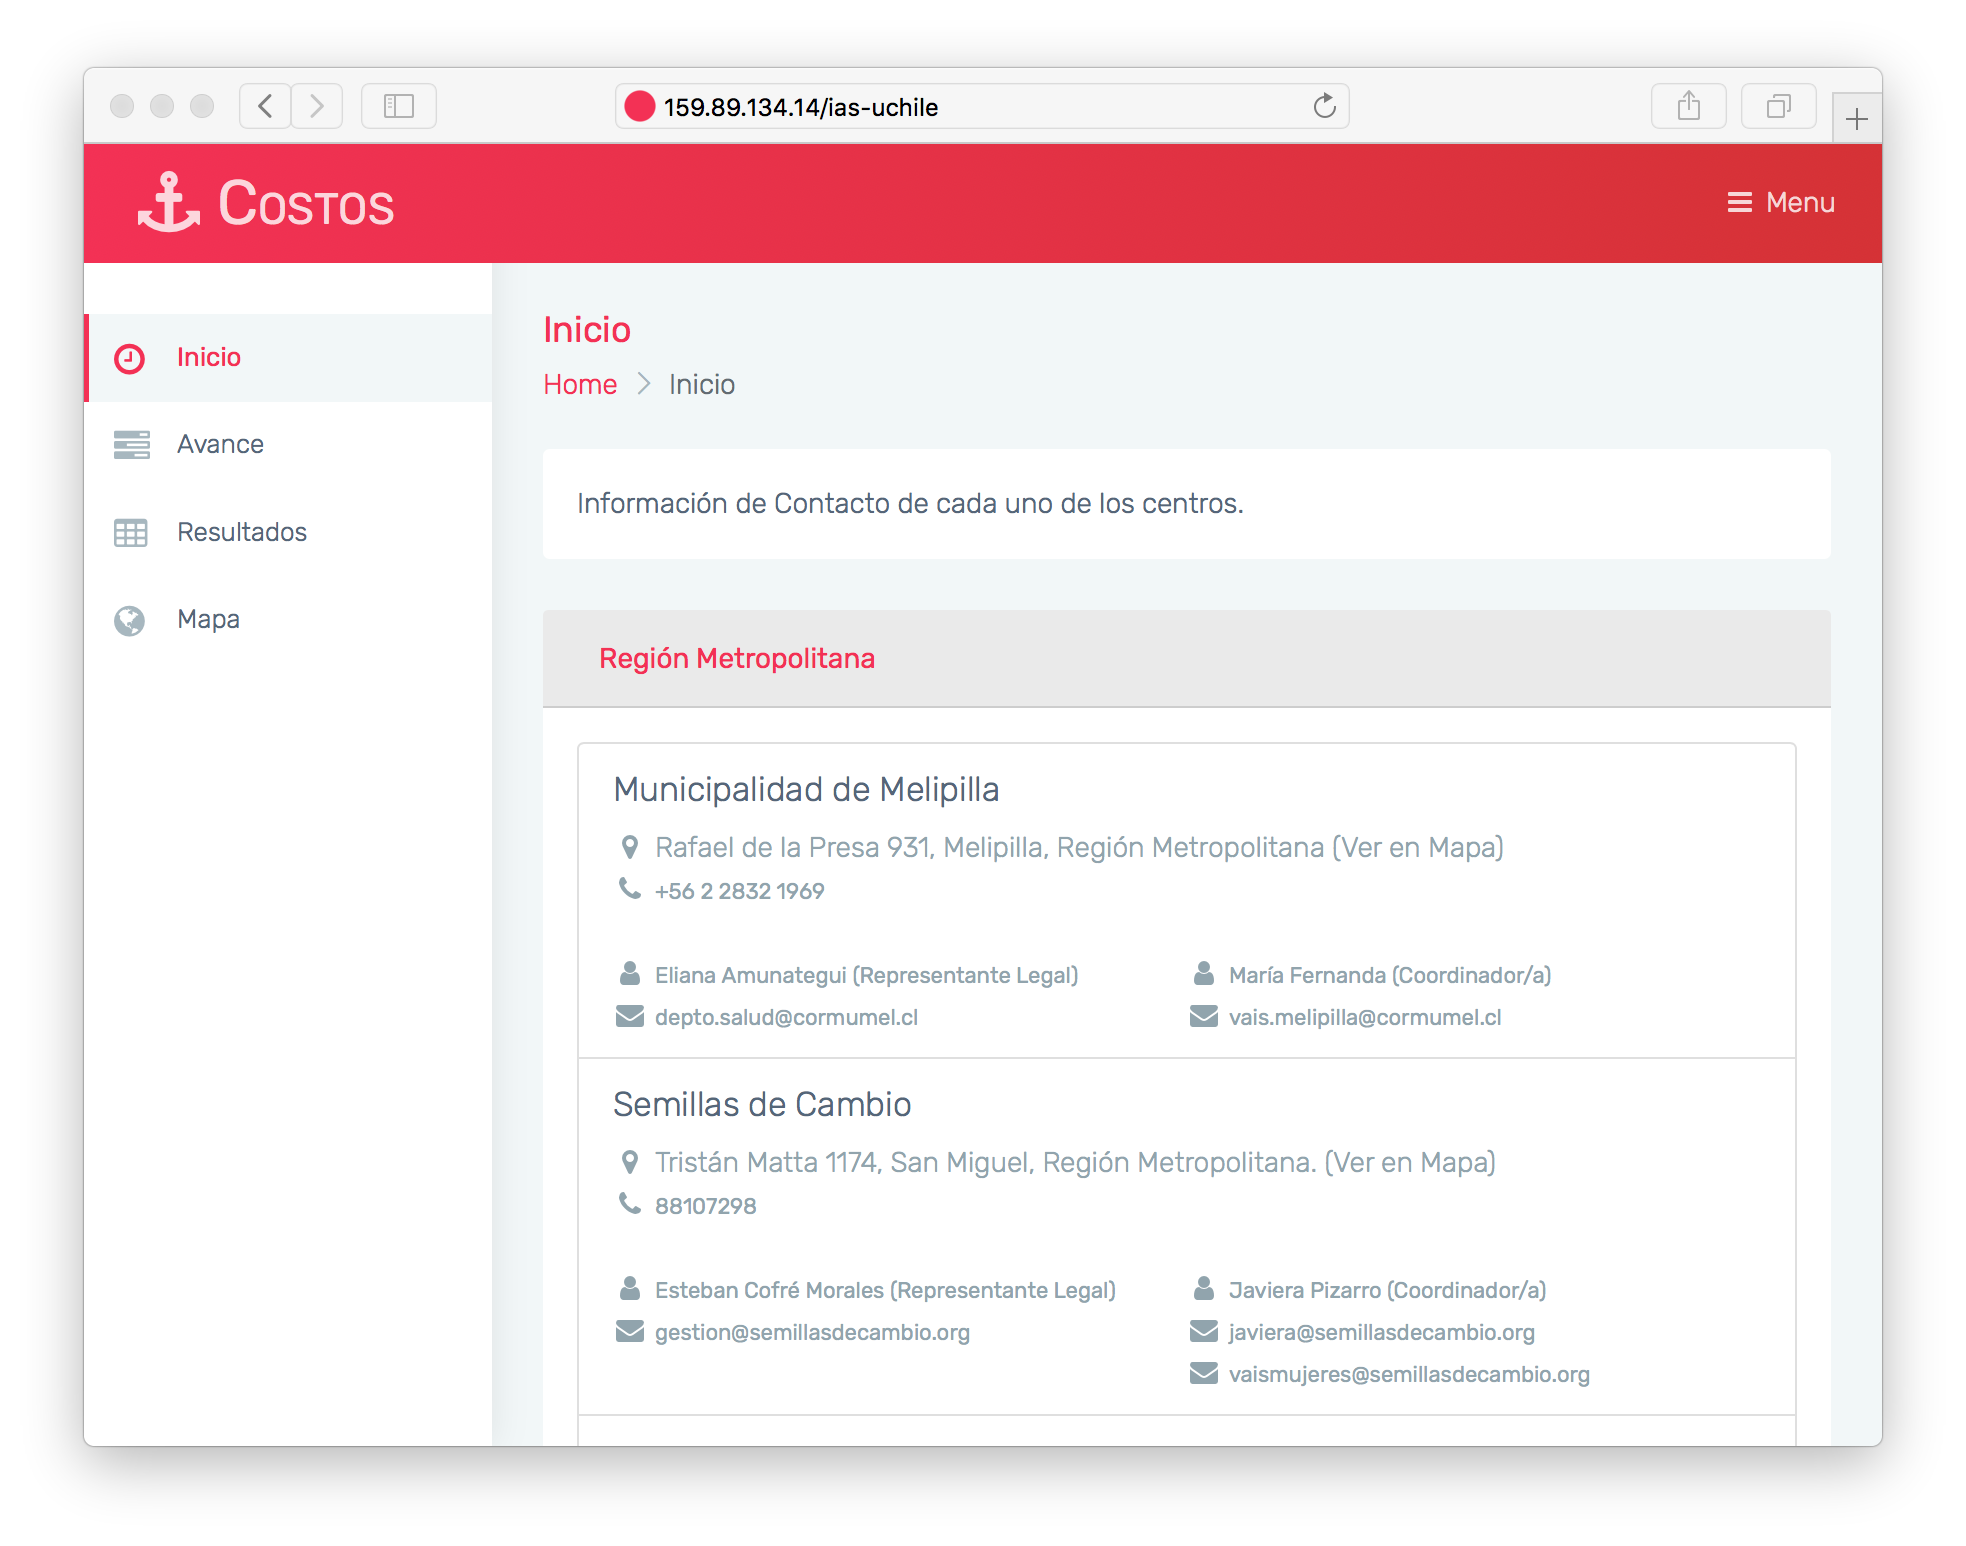 159.89.134.14/ias-uchile
Costos
Menu
Inicio
Avance
Resultados
Mapa
Inicio
Home > Inicio
Información de Contacto de cada uno de los centros.
Región Metropolitana
Municipalidad de Melipilla
Rafael de la Presa 931, Melipilla, Región Metropolitana (Ver en Mapa)
+56 2 2832 1969
Eliana Amunategui (Representante Legal)
depto.salud@cormumel.cl
María Fernanda (Coordinador/a)
vais.melipilla@cormumel.cl
Semillas de Cambio
Tristán Matta 1174, San Miguel, Región Metropolitana. (Ver en Mapa)
88107298
Esteban Cofré Morales (Representante Legal)
gestion@semillasdecambio.org
Javiera Pizarro (Coordinador/a)
javiera@semillasdecambio.org
vaismujeres@semillasdecambio.org